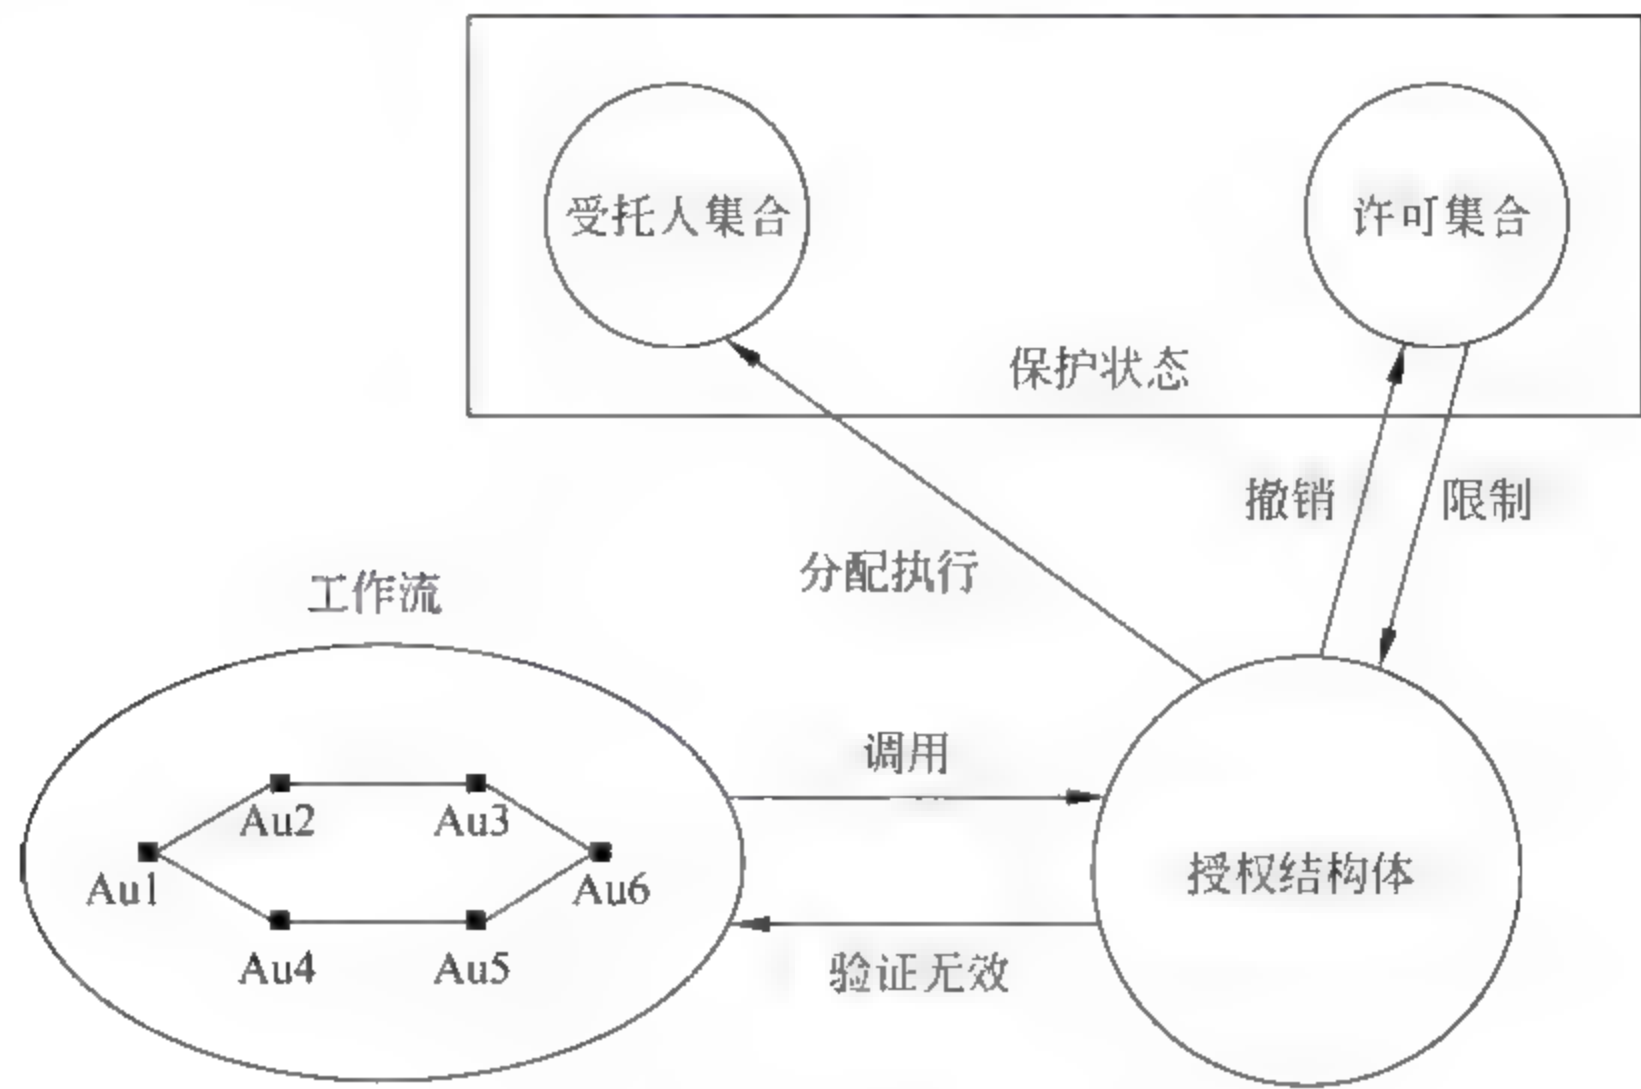 受托人集合
许可集合
保护状态
撤销
限制
分配执行
工作流
调用
Au2
Au3
Au1
Au6
授权结构体
Au4
Au5
验证无效